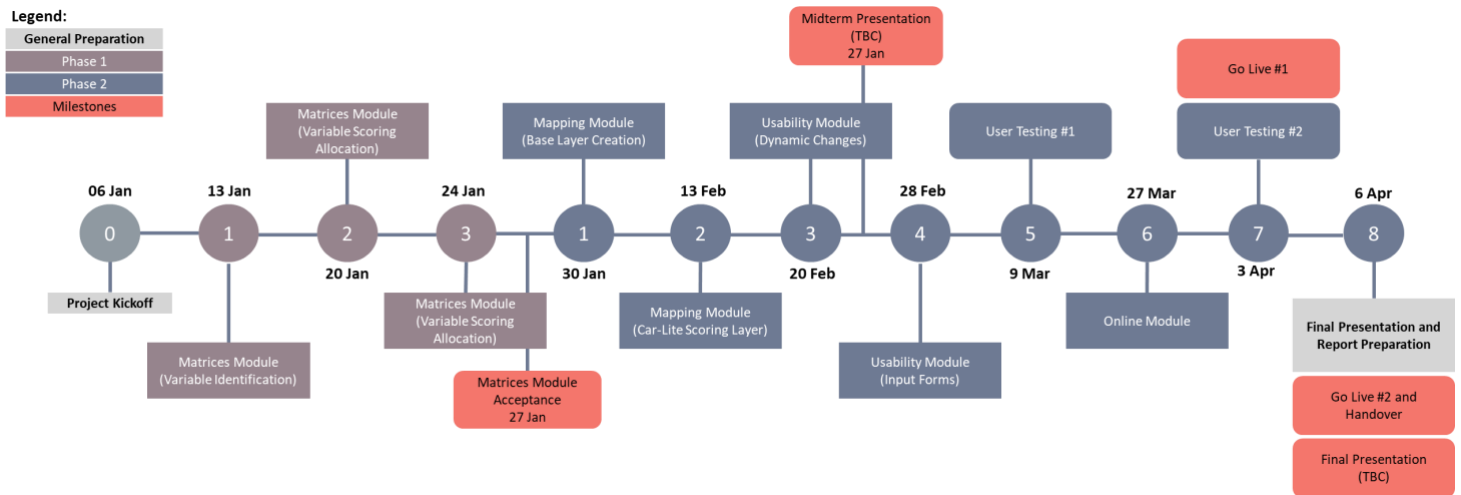 Legend:
General Preparation
Phase 1
Phase 2
Milestones
Midterm Presentation
(TBC)
27 Jan
Go Live #1
Matrices Module
(Variable Scoring
Allocation)
Mapping Module
(Base Layer Creation)
Usability Module
(Dynamic Changes)
User Testing #1
User Testing #2
06 Jan
13 Jan
24 Jan
13 Feb
28 Feb
27 Mar
6 Apr
0
1
2
3
1
2
3
4
5
6
7
8
20 Jan
30 Jan
20 Feb
9 Mar
3 Apr
Project Kickoff
Matrices Module
(Variable Identification)
Matrices Module
(Variable Scoring
Allocation)
Matrices Module
Acceptance
27 Jan
Mapping Module
(Car-Lite Scoring Layer)
Usability Module
(Input Forms)
Online Module
Final Presentation and
Report Preparation
Go Live #2 and
Handover
Final Presentation
(TBC)